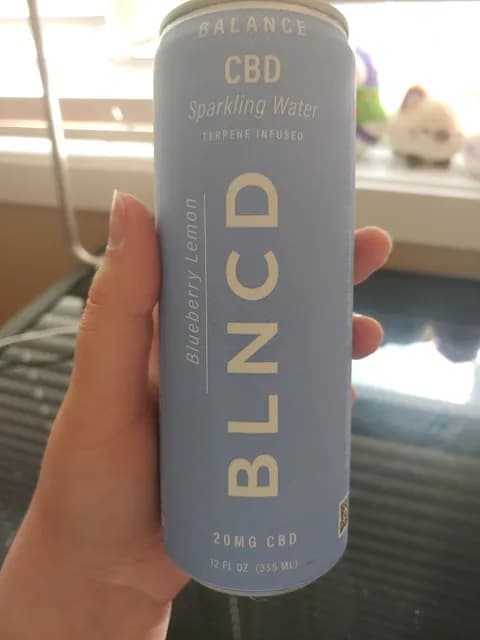 BALANCE
CBD
Sparkling Water
TERPENE INFUSED
Blueberry Lemon
BLNCD
20MG CBD
12 FL OZ (355 ML)